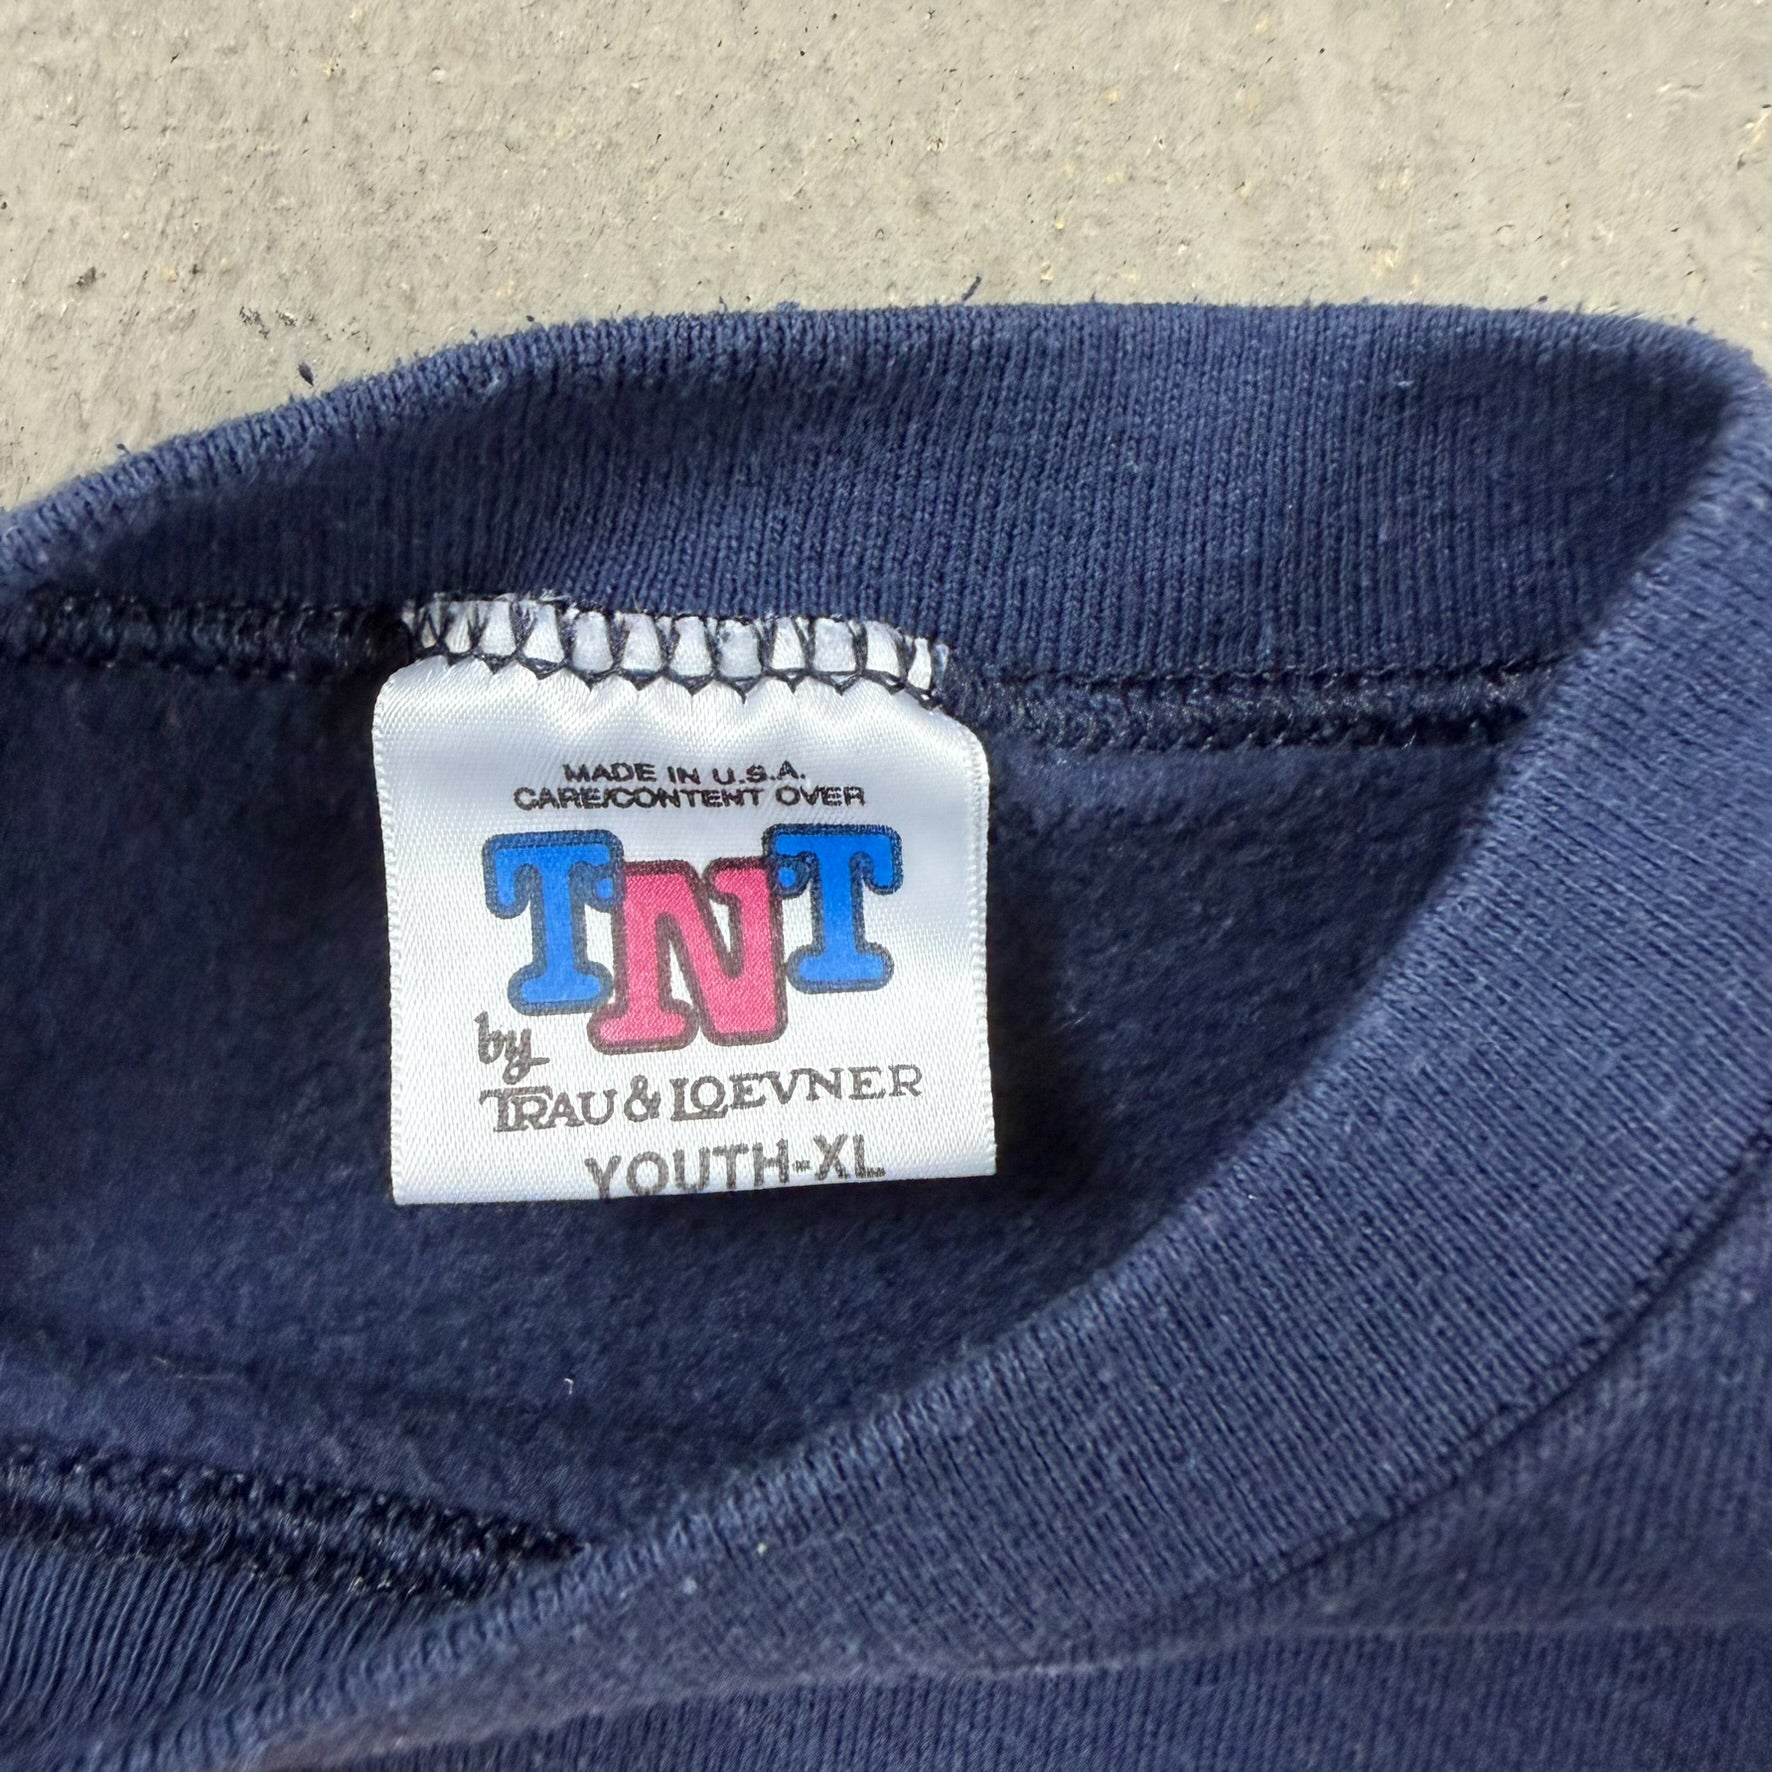 MADE IN U.S.A.
CARE/CONTENT OVER
TNT
by
TRAU & LOEVNER
YOUTH-XL